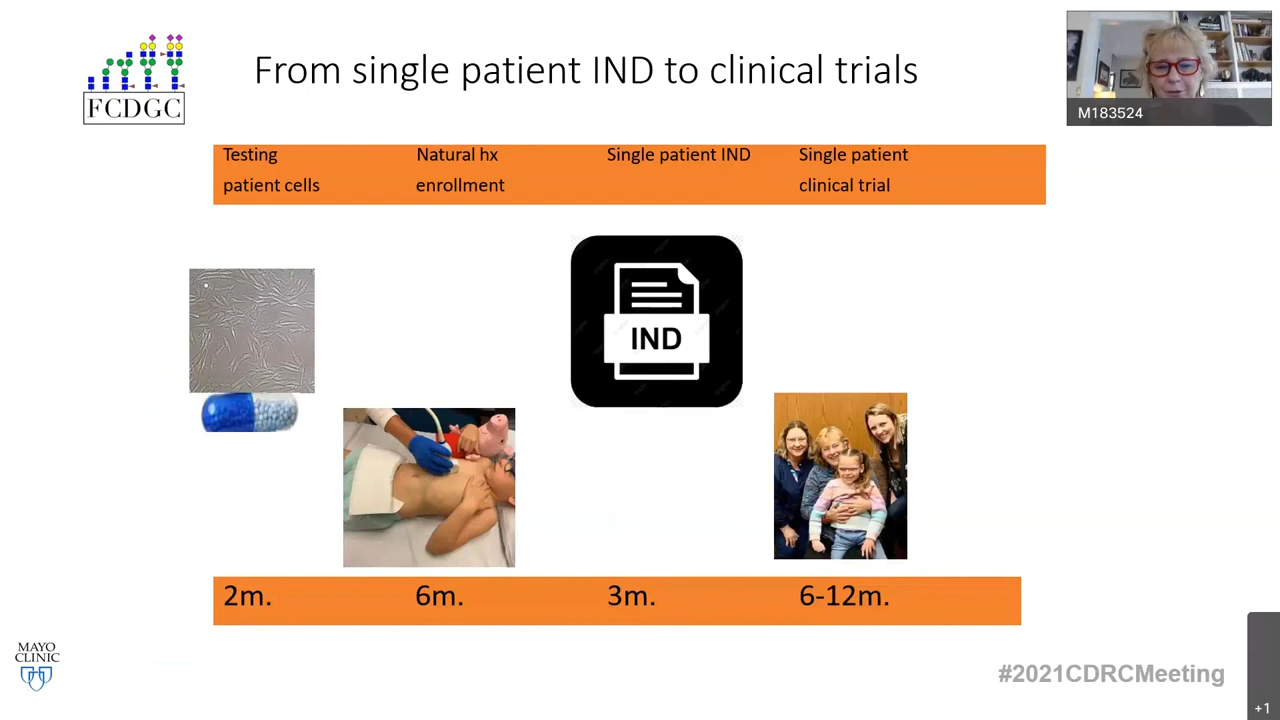 From single patient IND to clinical trials
FCDGC
M183524
Testing
patient cells
Natural hx
enrollment
Single patient IND
Single patient
clinical trial
IND
2m.
6m.
3m.
6-12m.
MAYO
CLINIC
#2021CDRCMeeting
+1